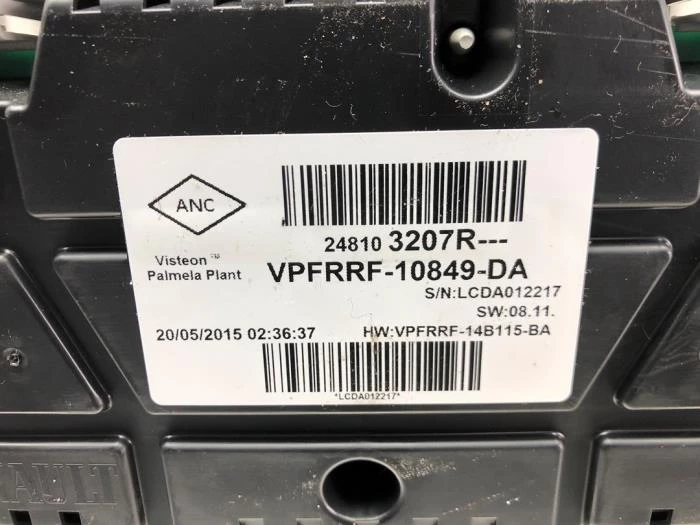 ANC
24810 3207R---
Visteon ™
Palmela Plant
VPFRRF-10849-DA
S/N:LCDA012217
SW:08.11.
20/05/2015 02:36:37
HW:VPFRRF-14B115-BA
*LCDA012217*